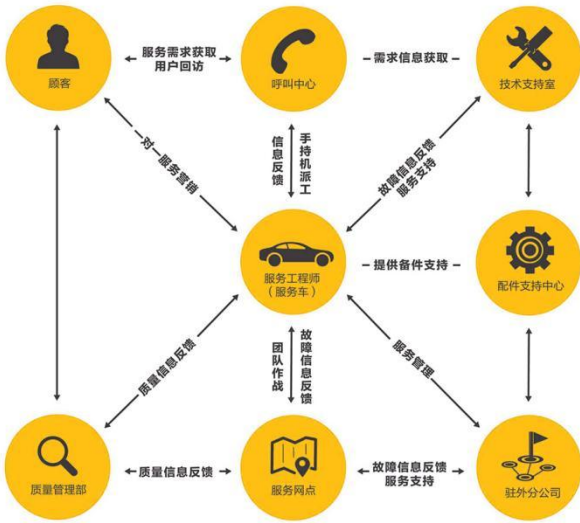 服务需求获取
用户回访
需求信息获取
顾客
呼叫中心
技术支持室
一对一服务营销
信息反馈
手持机派工
故障信息反馈
服务支持
服务工程师
（服务车）
提供备件支持
配件支持中心
质量信息反馈
团队作战
故障信息反馈
服务管理
质量管理部
质量信息反馈
服务网点
故障信息反馈
服务支持
驻外分公司